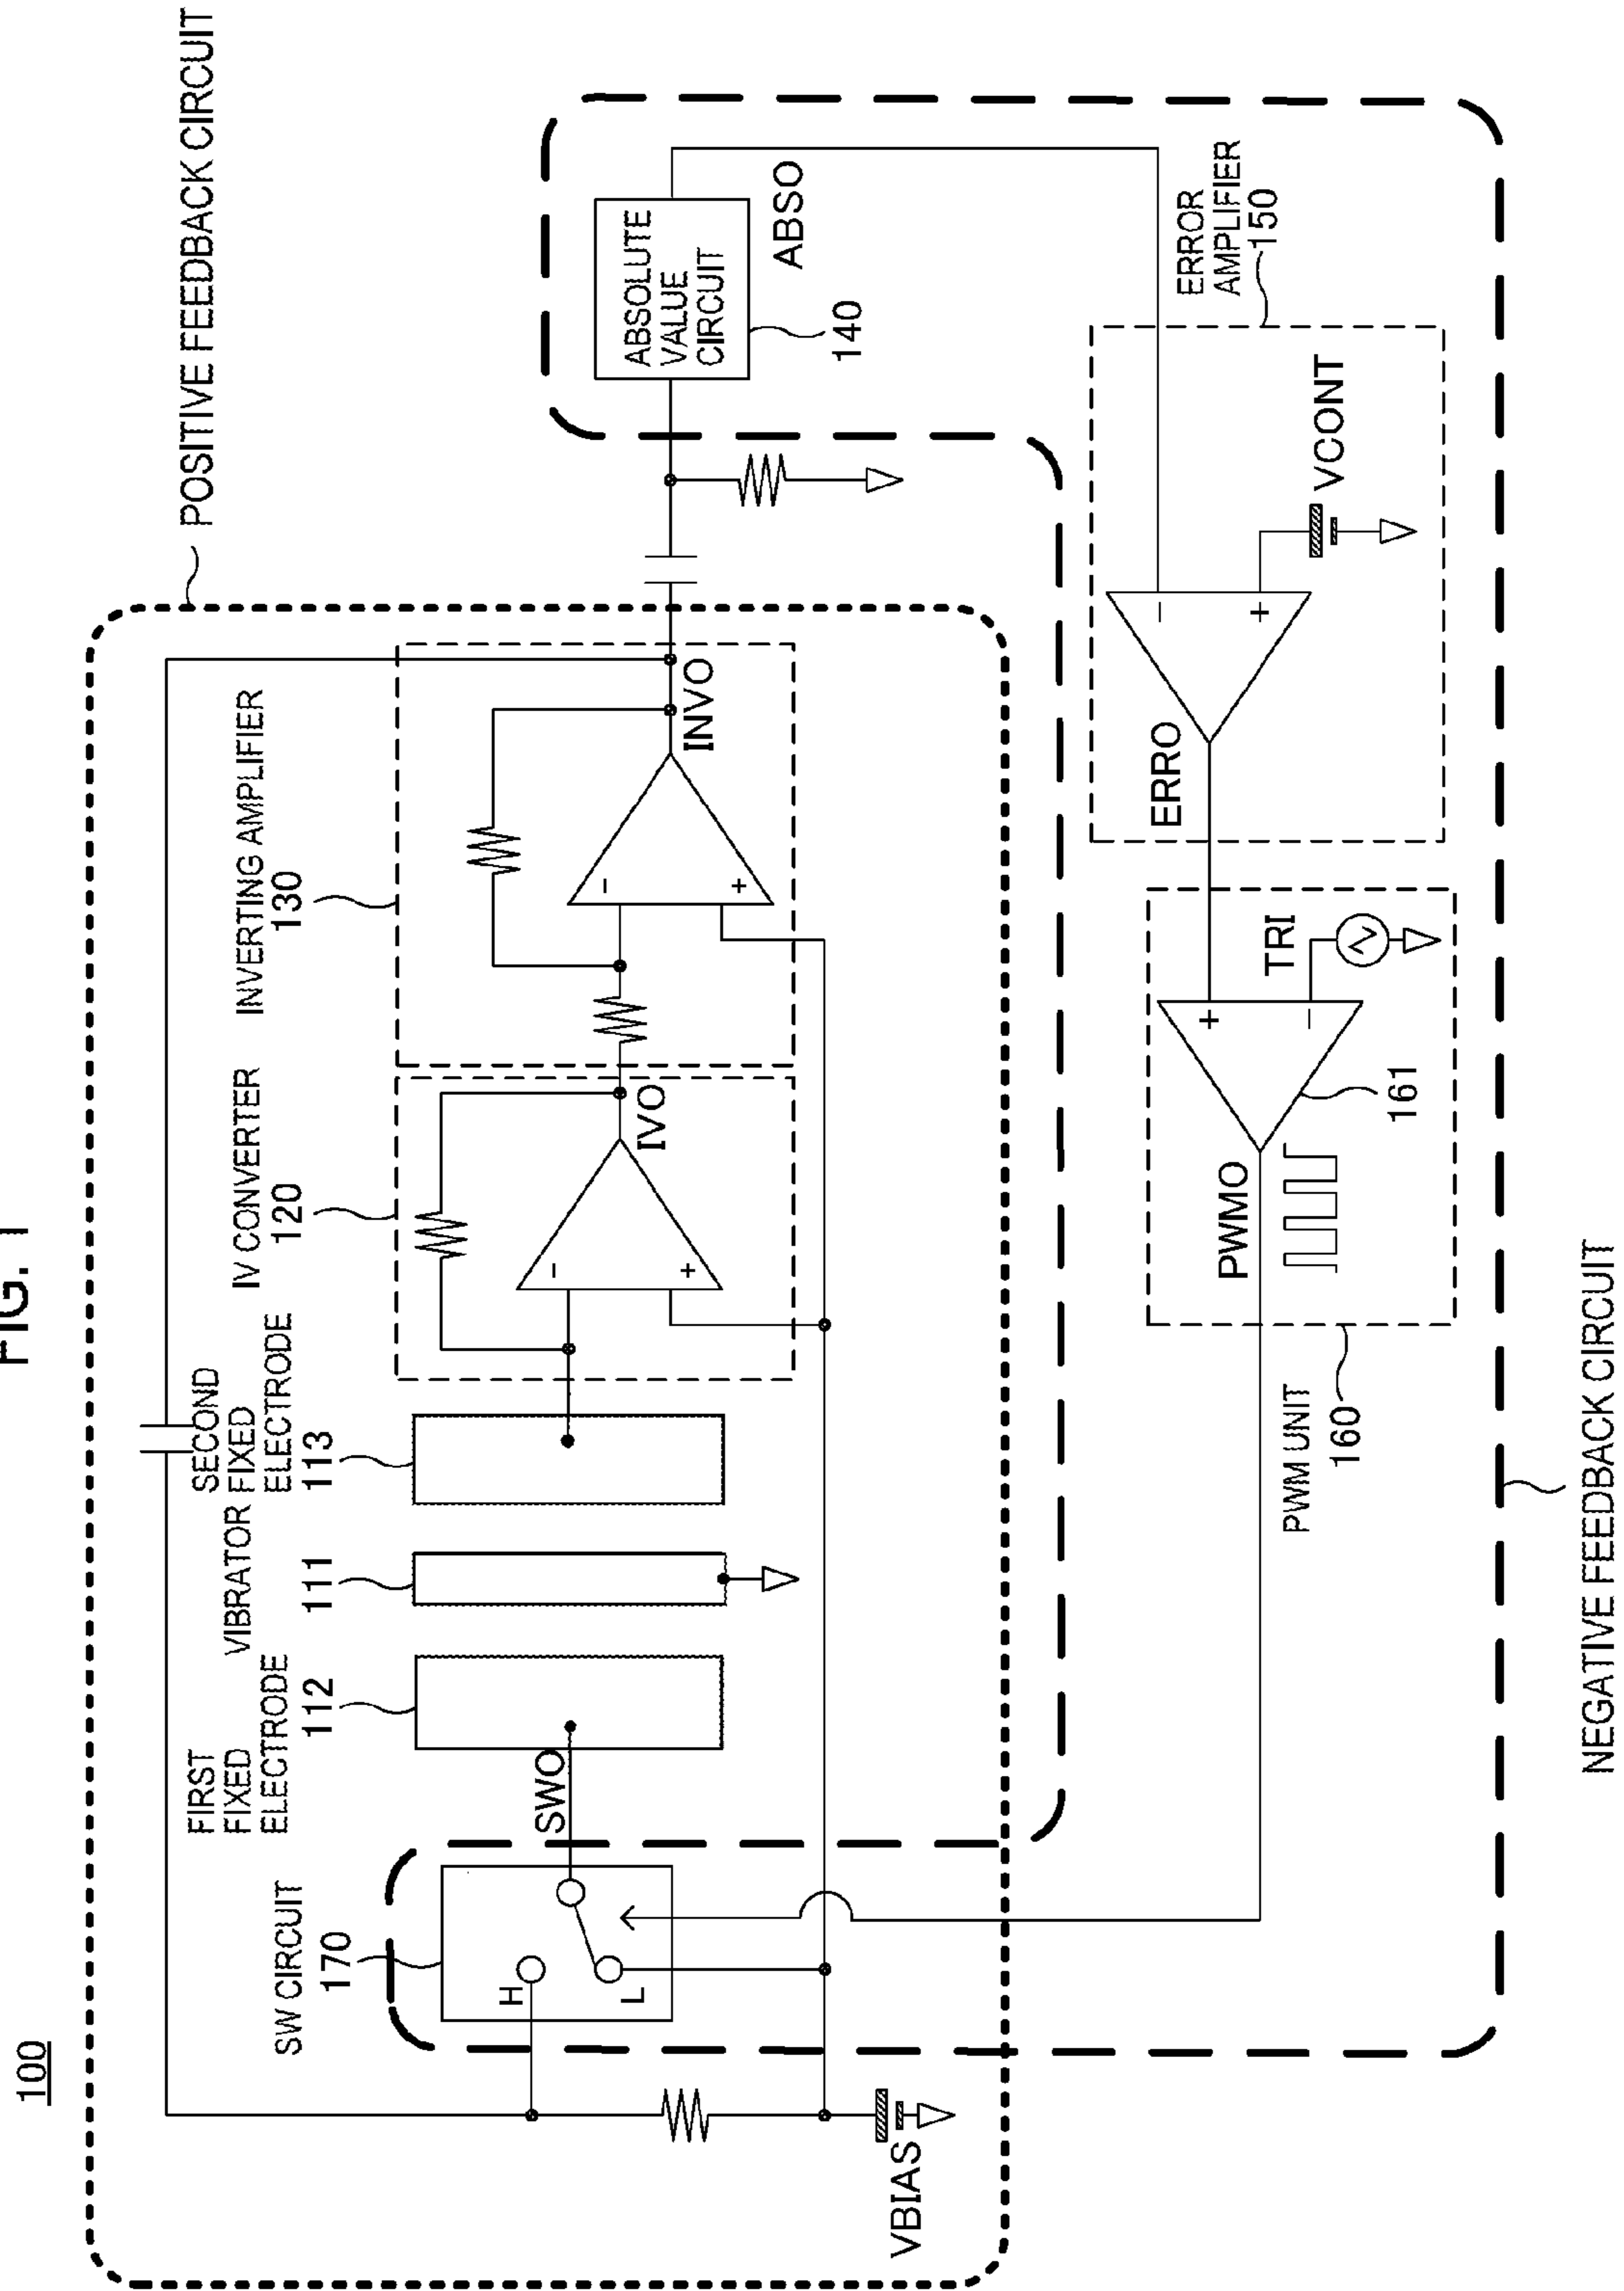 FIG. 1
100
POSITIVE FEEDBACK CIRCUIT
SW CIRCUIT
170
FIRST
FIXED
ELECTRODE
112
VIBRATOR
111
SECOND
FIXED
ELECTRODE
113
IV CONVERTER
120
INVERTING AMPLIFIER
130
H
L
SWO
-
+
IVO
-
+
INVO
ABSOLUTE
VALUE
CIRCUIT
ABSO
140
VBIAS
ERROR
AMPLIFIER
150
ERRO
-
+
VCONT
PWMO
+
-
TRI
161
PWM UNIT
160
NEGATIVE FEEDBACK CIRCUIT